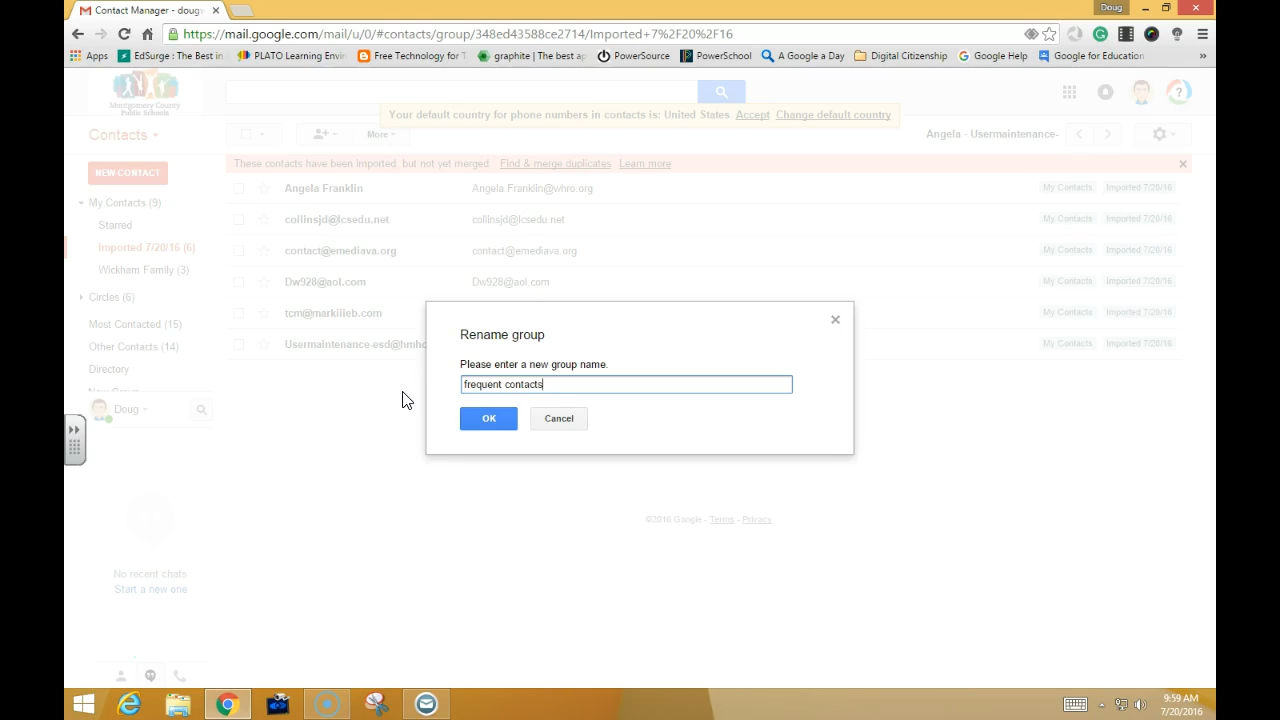 Contact Manager - dougw
Doug
https://mail.google.com/mail/u/0/#contacts/group/348ed43588ce2714/Imported+7%2F20%2F16
Apps EdSurge : The Best in PLATO Learning Envir Free Technology for T graphite | The best ap PowerSource PowerSchool A Google a Day Digital Citizenship Google Help Google for Education »
Montgomery County
Public Schools
Your default country for phone numbers in contacts is: United States Accept Change default country
Contacts
More
Angela - Usermaintenance-
These contacts have been imported, but not yet merged. Find & merge duplicates Learn more
NEW CONTACT
My Contacts (9)
Starred
Imported 7/20/16 (6)
Wickham Family (3)
Circles (6)
Most Contacted (15)
Other Contacts (14)
Directory
New Group
Doug
Angela Franklin Angela.Franklin@whro.org My Contacts Imported 7/20/16
collinsjd@lcsedu.net collinsjd@lcsedu.net My Contacts Imported 7/20/16
contact@emediava.org contact@emediava.org My Contacts Imported 7/20/16
Dw928@aol.com Dw928@aol.com My Contacts Imported 7/20/16
tcm@markiiieb.com My Contacts Imported 7/20/16
Usermaintenance-esd@hmhc My Contacts Imported 7/20/16
Rename group
Please enter a new group name.
frequent contacts
OK Cancel
©2016 Google - Terms - Privacy
No recent chats
Start a new one
9:59 AM
7/20/2016